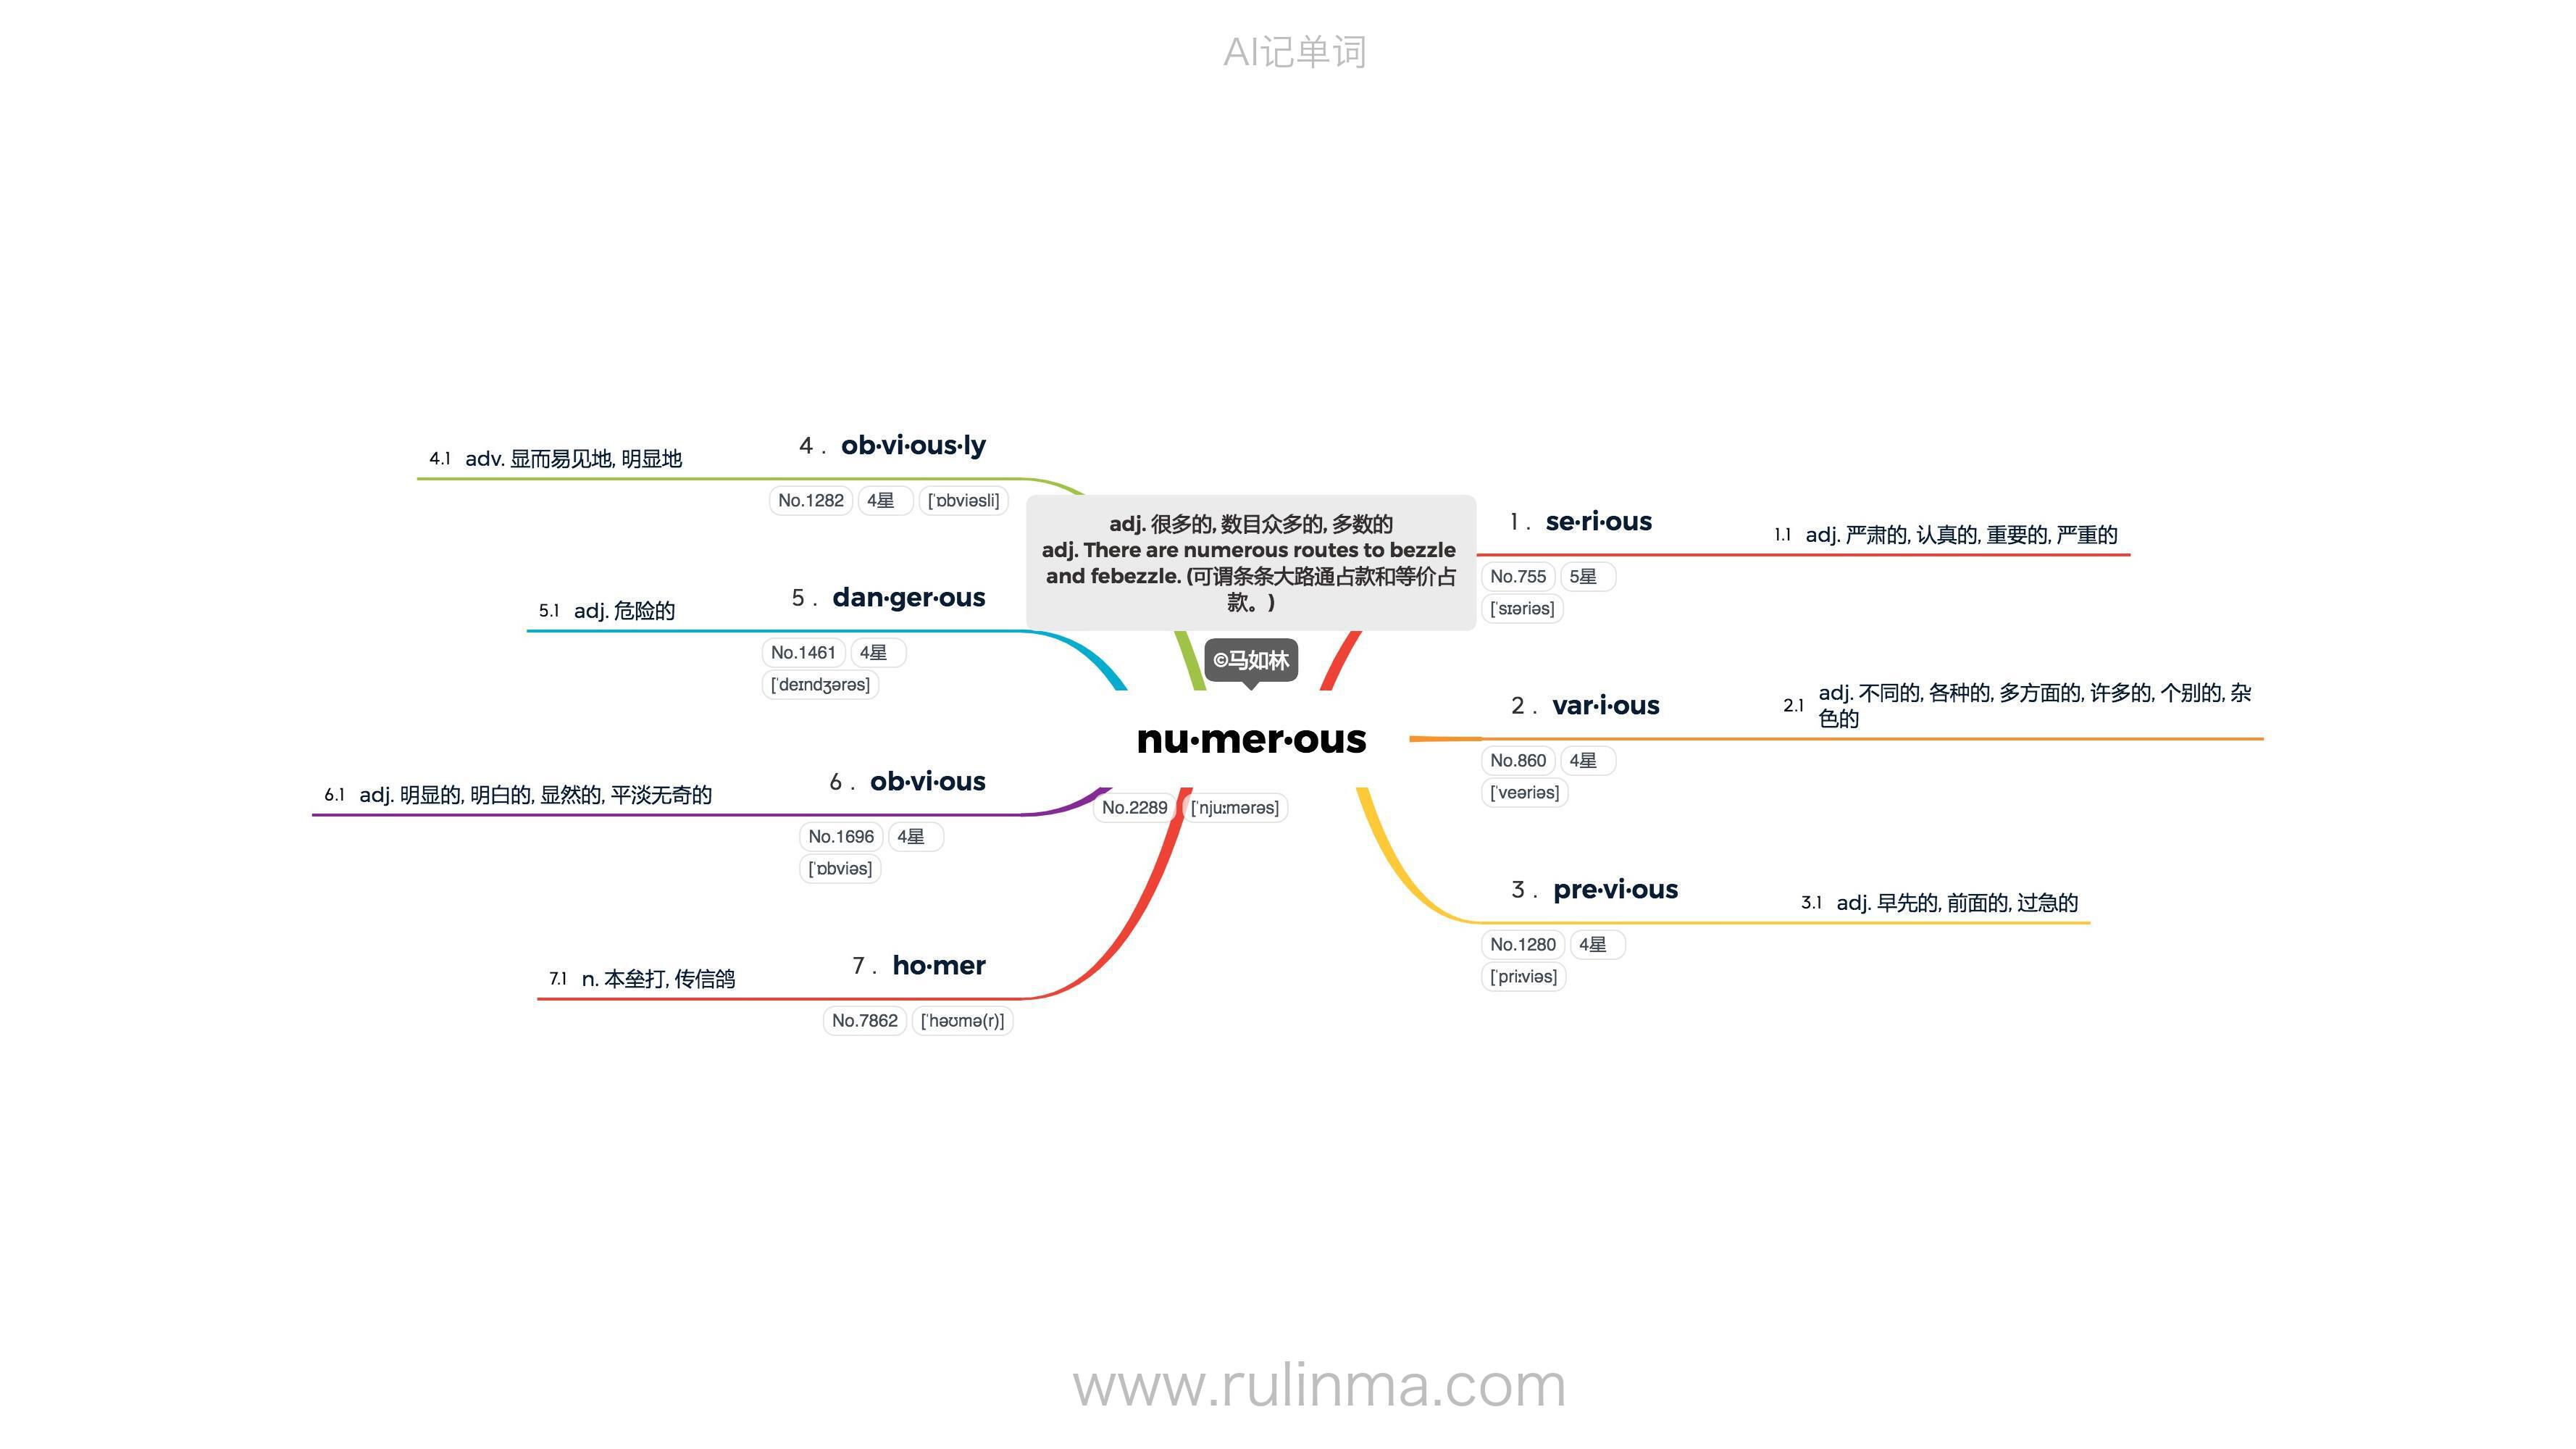 AI记单词
adj. 很多的, 数目众多的, 多数的
adj. There are numerous routes to bezzle
and febezzle. (可谓条条大路通占款和等价占
款。)
©马如林
nu·mer·ous
No.2289 [ˈnjuːmərəs]
1 . se·ri·ous
1.1 adj. 严肃的, 认真的, 重要的, 严重的
No.755 5星
[ˈsɪəriəs]
2 . var·i·ous
2.1 adj. 不同的, 各种的, 多方面的, 许多的, 个别的, 杂
色的
No.860 4星
[ˈveəriəs]
3 . pre·vi·ous
3.1 adj. 早先的, 前面的, 过急的
No.1280 4星
[ˈpriːviəs]
4 . ob·vi·ous·ly
4.1 adv. 显而易见地, 明显地
No.1282 4星 [ˈɒbviəsli]
5 . dan·ger·ous
5.1 adj. 危险的
No.1461 4星
[ˈdeɪndʒərəs]
6 . ob·vi·ous
6.1 adj. 明显的, 明白的, 显然的, 平淡无奇的
No.1696 4星
[ˈɒbviəs]
7 . ho·mer
7.1 n. 本垒打, 传信鸽
No.7862 [ˈhəʊmə(r)]
www.rulinma.com